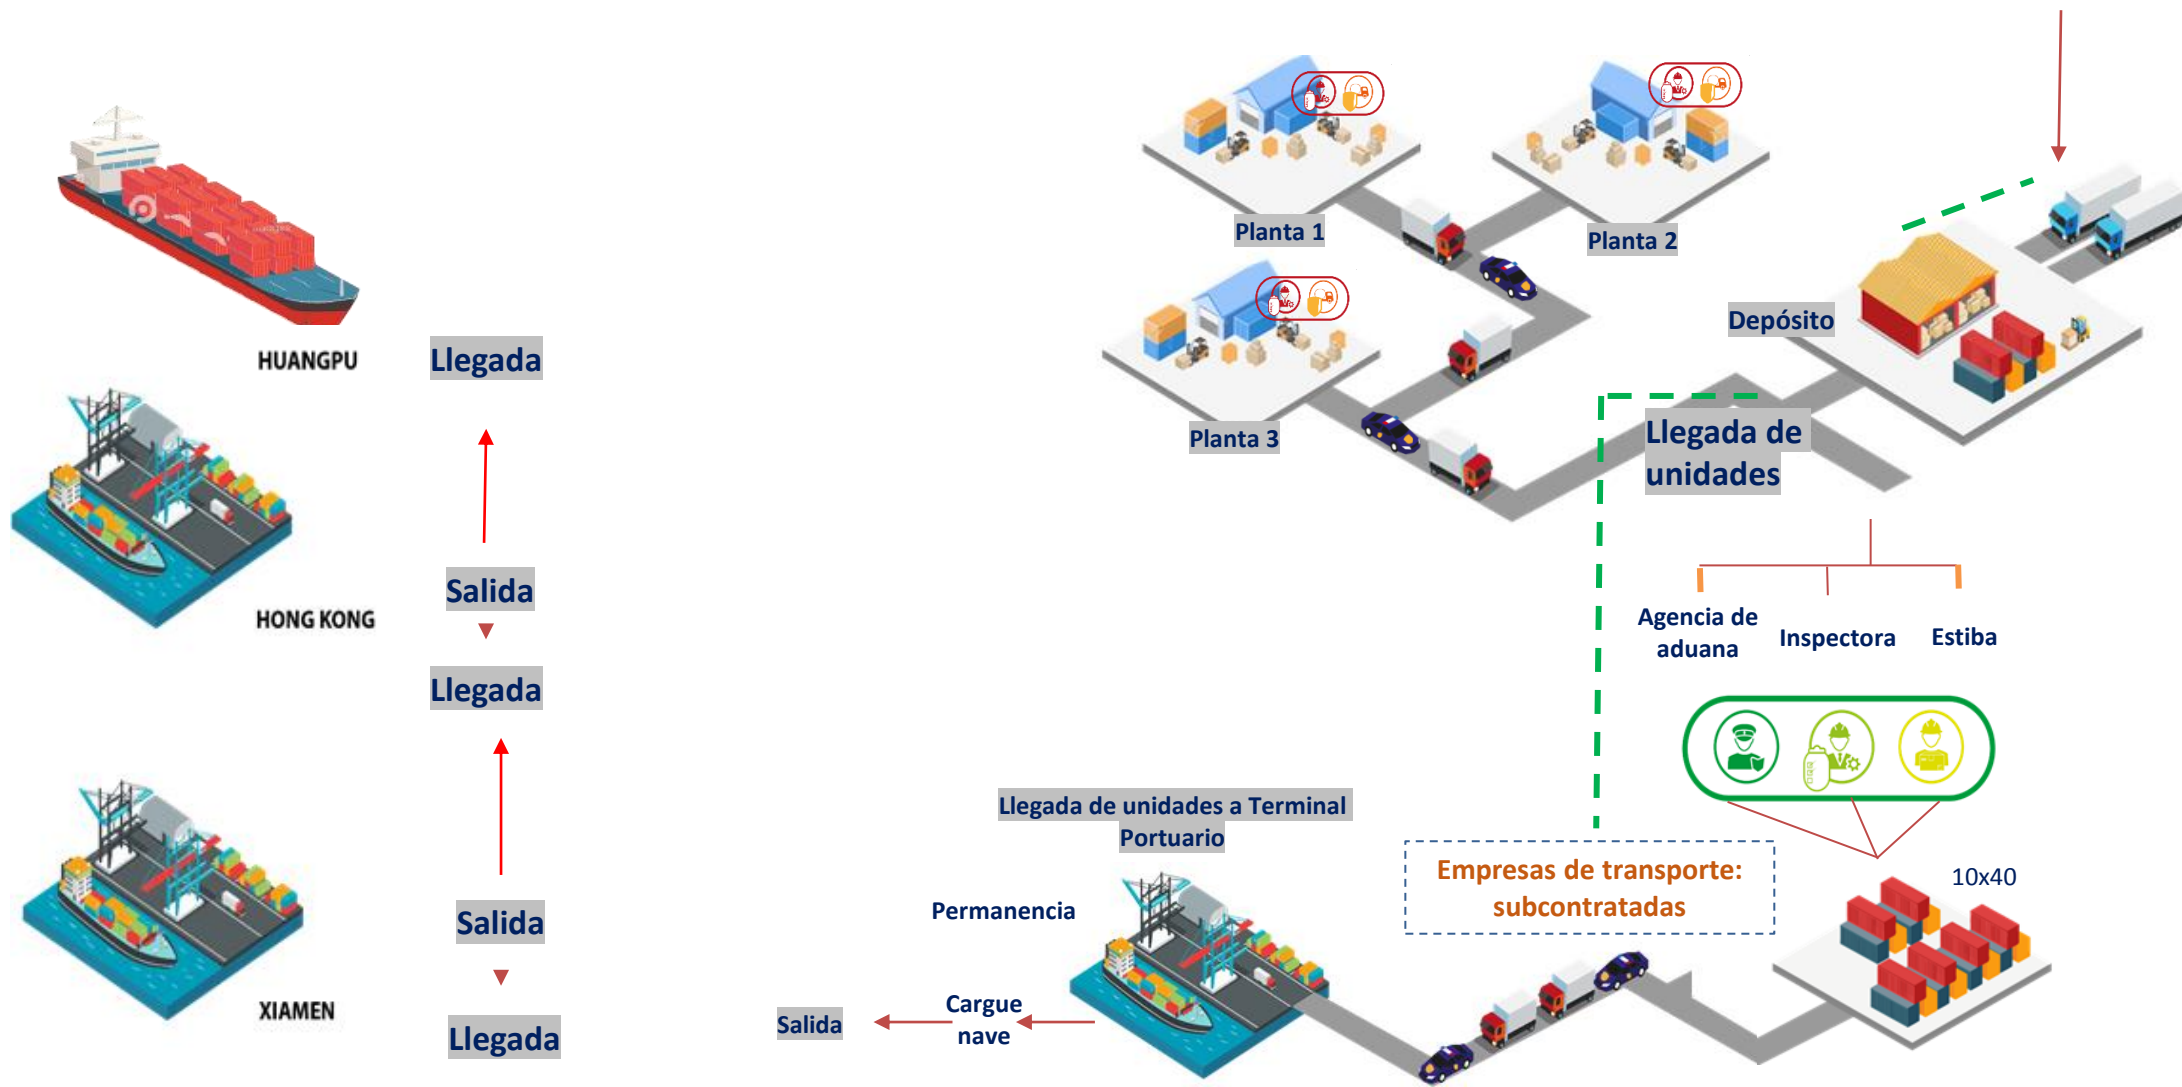 Planta 1
Planta 2
Depósito
HUANGPU
Llegada
Planta 3
Llegada de
unidades
Salida
HONG KONG
Agencia de
aduana
Inspectora
Estiba
Llegada
Llegada de unidades a Terminal
Portuario
Empresas de transporte:
subcontratadas
10x40
Permanencia
Salida
XIAMEN
Llegada
Salida
Cargue
nave